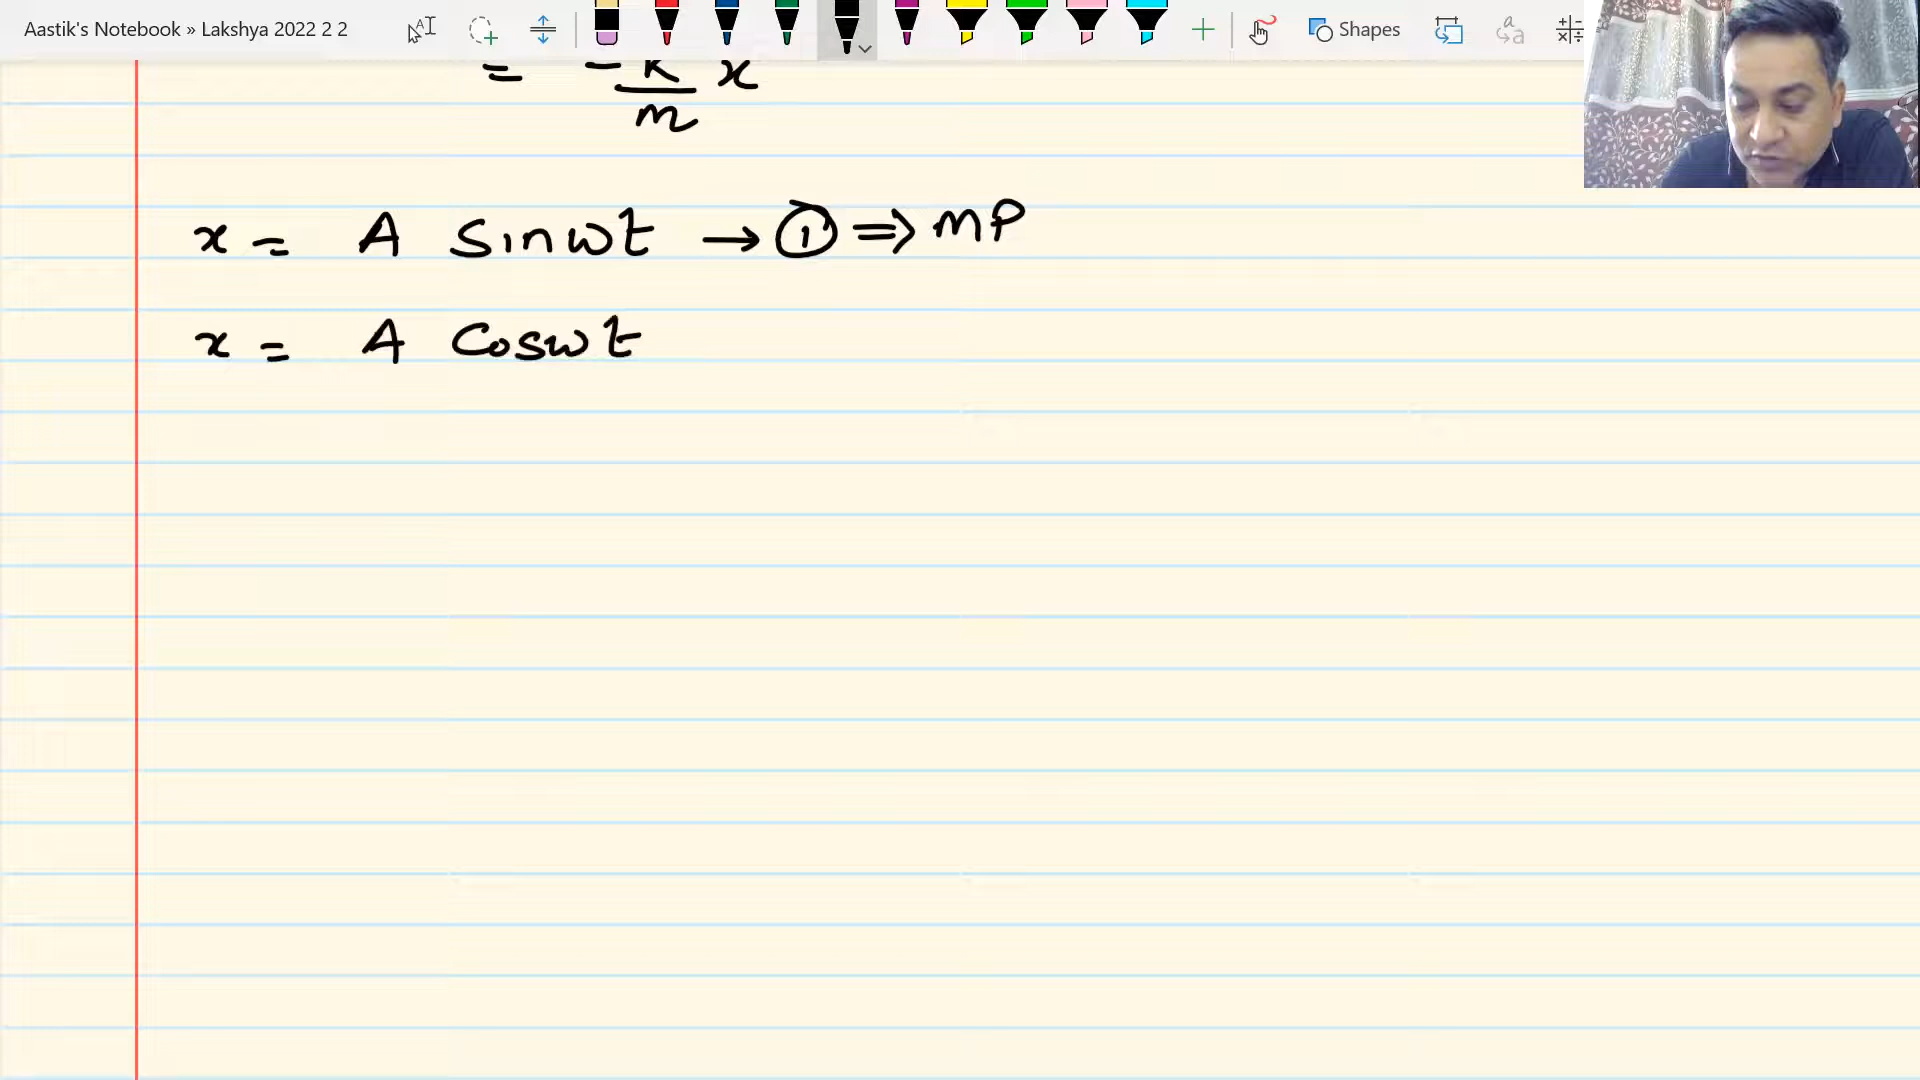 Aastik's Notebook » Lakshya 2022 2 2
Shapes
= - k x
m
x = A sinωt → ① ⇒ MP
x = A cosωt